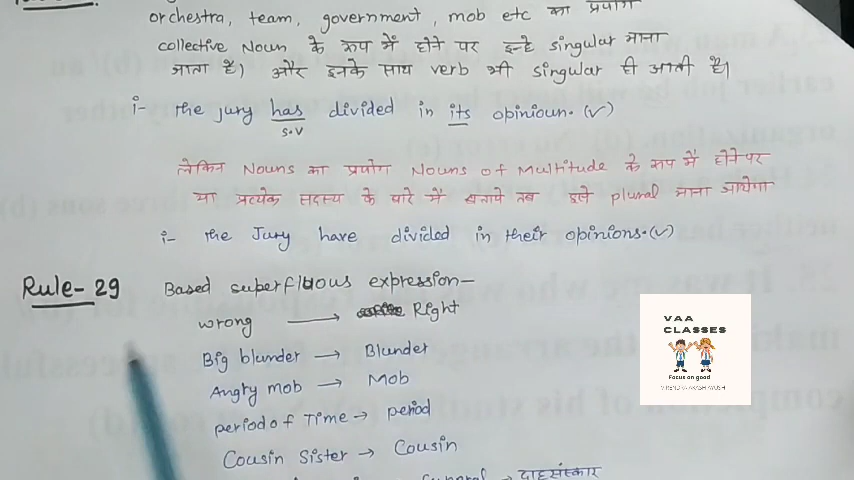 orchestra, team, government, mob etc का प्रयोग
collective Noun के रूप में होने पर इन्हे singular माना
जाता है। और इनके साथ verb भी singular ही आती है।
i- the jury has divided in its opinioun. (v)
S.V
लेकिन Nouns का प्रयोग Nouns of Multitude के रूप में होने पर
या प्रत्येक सदस्य के बारे में बताये तब इसे plural माना जायेगा
i- the Jury have divided in their opinions. (v)
Rule- 29 Based superfluous expression—
wrong → Right
Big blunder → Blunder
Angry mob → Mob
period of Time → period
Cousin Sister → Cousin
दाहसंस्कार
VAA
CLASSES
Focus on good